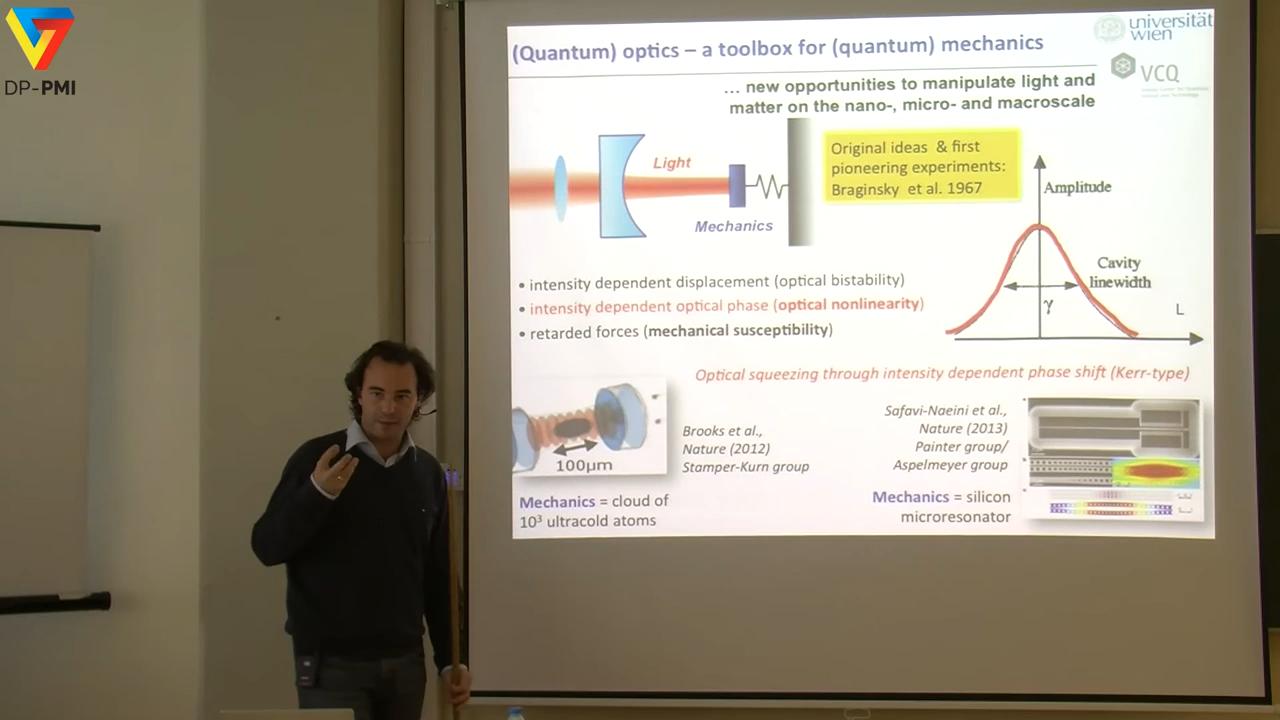 DP-PMI
universität
wien
(Quantum) optics – a toolbox for (quantum) mechanics
VCQ
... new opportunities to manipulate light and
matter on the nano-, micro- and macroscale
Light
Mechanics
Original ideas & first
pioneering experiments:
Braginsky et al. 1967
Amplitude
Cavity
linewidth
γ
L
• intensity dependent displacement (optical bistability)
• intensity dependent optical phase (optical nonlinearity)
• retarded forces (mechanical susceptibility)
Optical squeezing through intensity dependent phase shift (Kerr-type)
100μm
Brooks et al.,
Nature (2012)
Stamper-Kurn group
Mechanics = cloud of
10³ ultracold atoms
Safavi-Naeini et al.,
Nature (2013)
Painter group/
Aspelmeyer group
Mechanics = silicon
microresonator